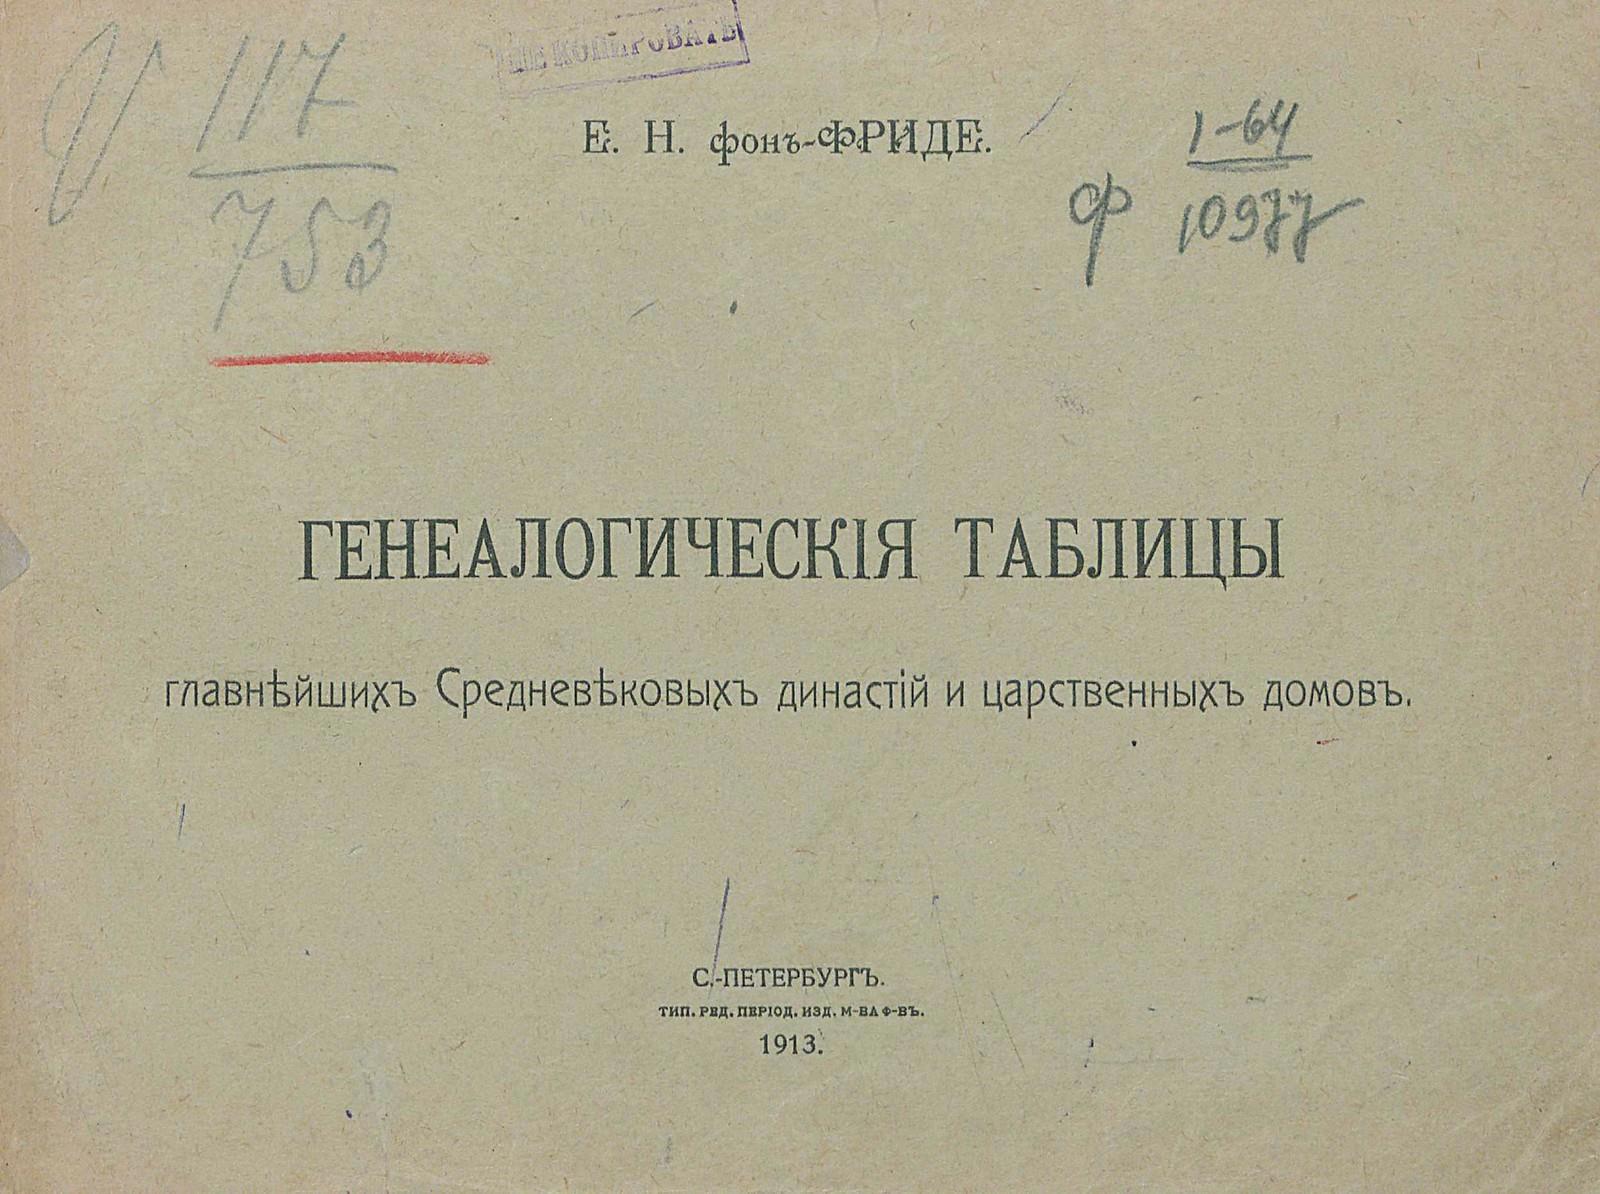 НЕ КОПИРОВАТЬ
У 117
753
Е. Н. фонъ-ФРИДЕ.
1-64
ф 10977
ГЕНЕАЛОГИЧЕСКІЯ ТАБЛИЦЫ
главнѣйшихъ Средневѣковыхъ династій и царственныхъ домовъ.
С.-ПЕТЕРБУРГЪ.
ТИП. РЕД. ПЕРІОД. ИЗД. М-ВА Ф-ВЪ.
1913.